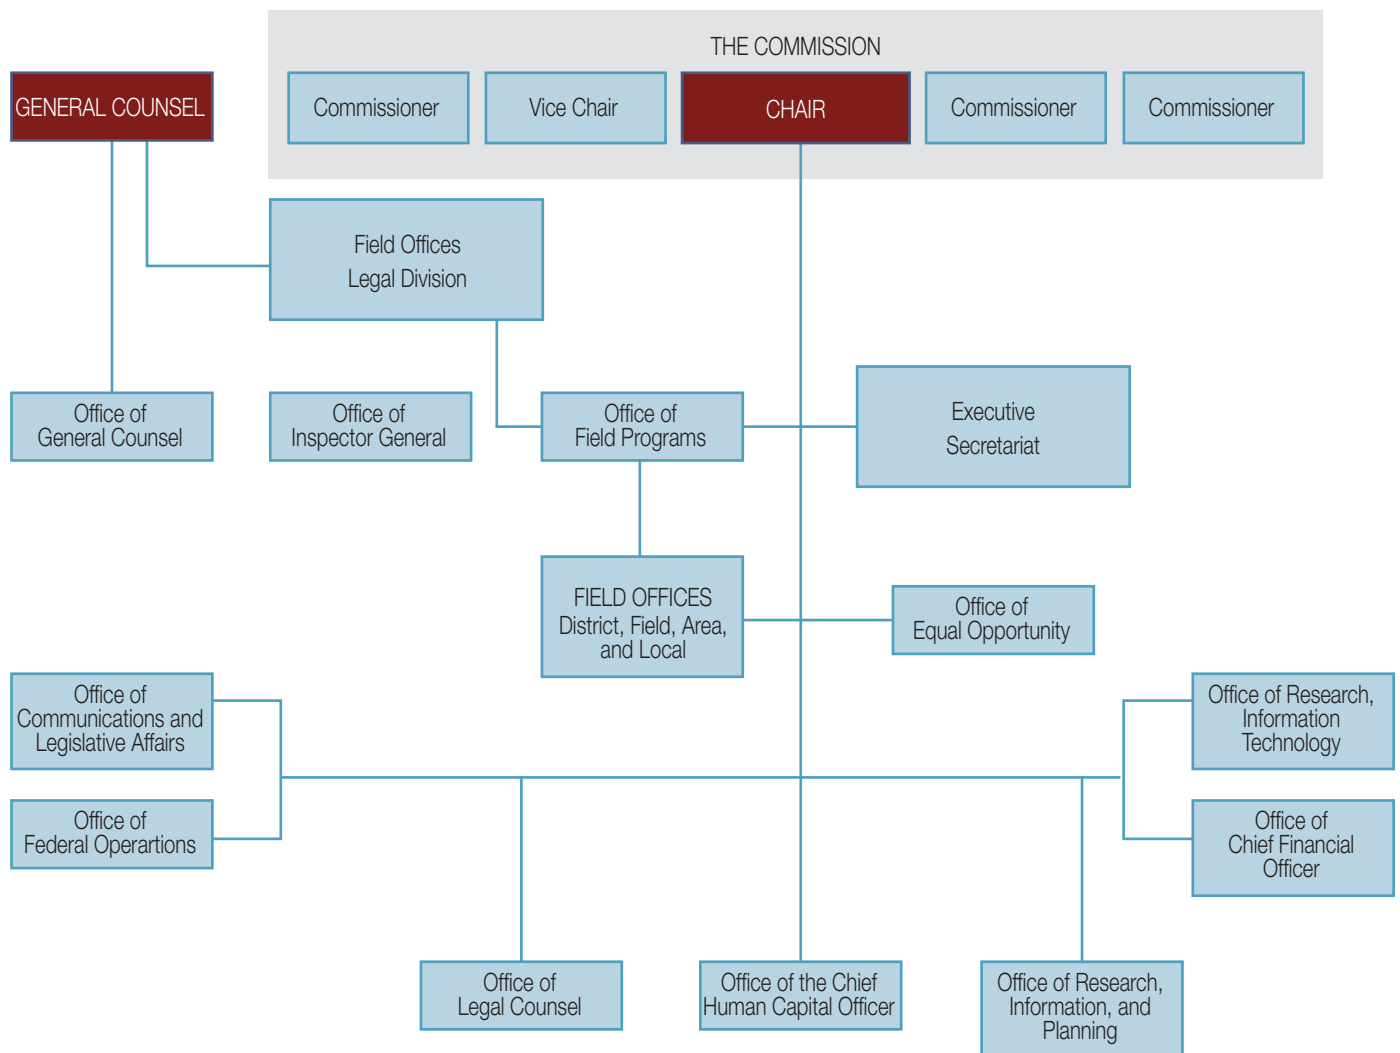 THE COMMISSION
GENERAL COUNSEL
Commissioner
Vice Chair
CHAIR
Commissioner
Commissioner
Field Offices
Legal Division
Office of
General Counsel
Office of
Inspector General
Office of
Field Programs
Executive
Secretariat
FIELD OFFICES
District, Field, Area,
and Local
Office of
Equal Opportunity
Office of
Communications and
Legislative Affairs
Office of Research,
Information
Technology
Office of
Federal Operartions
Office of
Chief Financial
Officer
Office of
Legal Counsel
Office of the Chief
Human Capital Officer
Office of Research,
Information, and
Planning